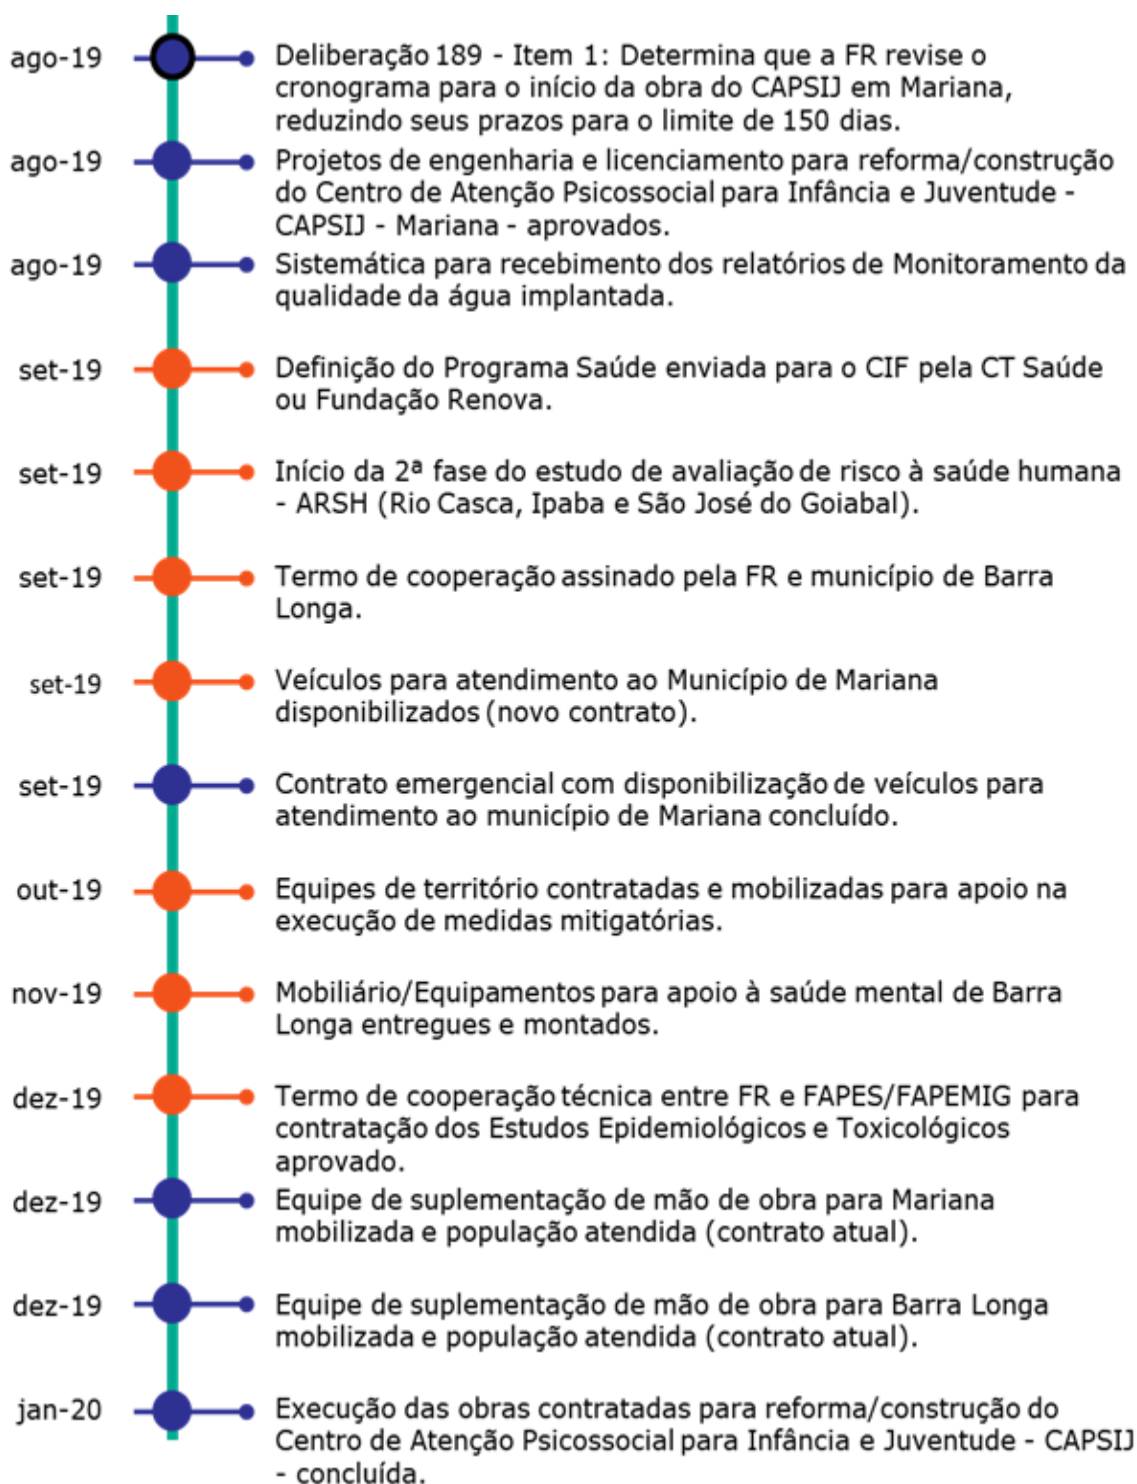 ago-19 Deliberação 189 - Item 1: Determina que a FR revise o
cronograma para o início da obra do CAPSIJ em Mariana,
reduzindo seus prazos para o limite de 150 dias.
ago-19 Projetos de engenharia e licenciamento para reforma/construção
do Centro de Atenção Psicossocial para Infância e Juventude -
CAPSIJ - Mariana - aprovados.
ago-19 Sistemática para recebimento dos relatórios de Monitoramento da
qualidade da água implantada.
set-19 Definição do Programa Saúde enviada para o CIF pela CT Saúde
ou Fundação Renova.
set-19 Início da 2ª fase do estudo de avaliação de risco à saúde humana
- ARSH (Rio Casca, Ipaba e São José do Goiabal).
set-19 Termo de cooperação assinado pela FR e município de Barra
Longa.
set-19 Veículos para atendimento ao Município de Mariana
disponibilizados (novo contrato).
set-19 Contrato emergencial com disponibilização de veículos para
atendimento ao município de Mariana concluído.
out-19 Equipes de território contratadas e mobilizadas para apoio na
execução de medidas mitigatórias.
nov-19 Mobiliário/Equipamentos para apoio à saúde mental de Barra
Longa entregues e montados.
dez-19 Termo de cooperação técnica entre FR e FAPES/FAPEMIG para
contratação dos Estudos Epidemiológicos e Toxicológicos
aprovado.
dez-19 Equipe de suplementação de mão de obra para Mariana
mobilizada e população atendida (contrato atual).
dez-19 Equipe de suplementação de mão de obra para Barra Longa
mobilizada e população atendida (contrato atual).
jan-20 Execução das obras contratadas para reforma/construção do
Centro de Atenção Psicossocial para Infância e Juventude - CAPSIJ
- concluída.